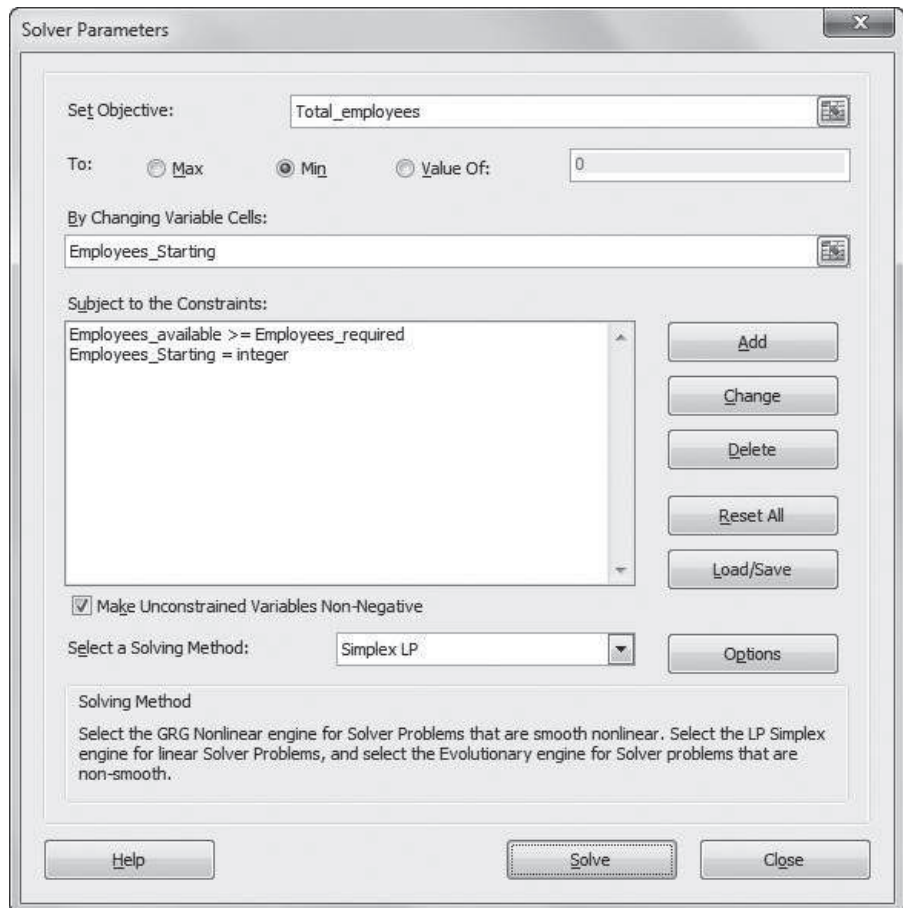 Solver Parameters
X
Set Objective:
Total_employees
To:
Max
Min
Value Of:
0
By Changing Variable Cells:
Employees_Starting
Subject to the Constraints:
Employees_available >= Employees_required
Employees_Starting = integer
Add
Change
Delete
Reset All
Load/Save
Make Unconstrained Variables Non-Negative
Select a Solving Method:
Simplex LP
Options
Solving Method
Select the GRG Nonlinear engine for Solver Problems that are smooth nonlinear. Select the LP Simplex
engine for linear Solver Problems, and select the Evolutionary engine for Solver problems that are
non-smooth.
Help
Solve
Close